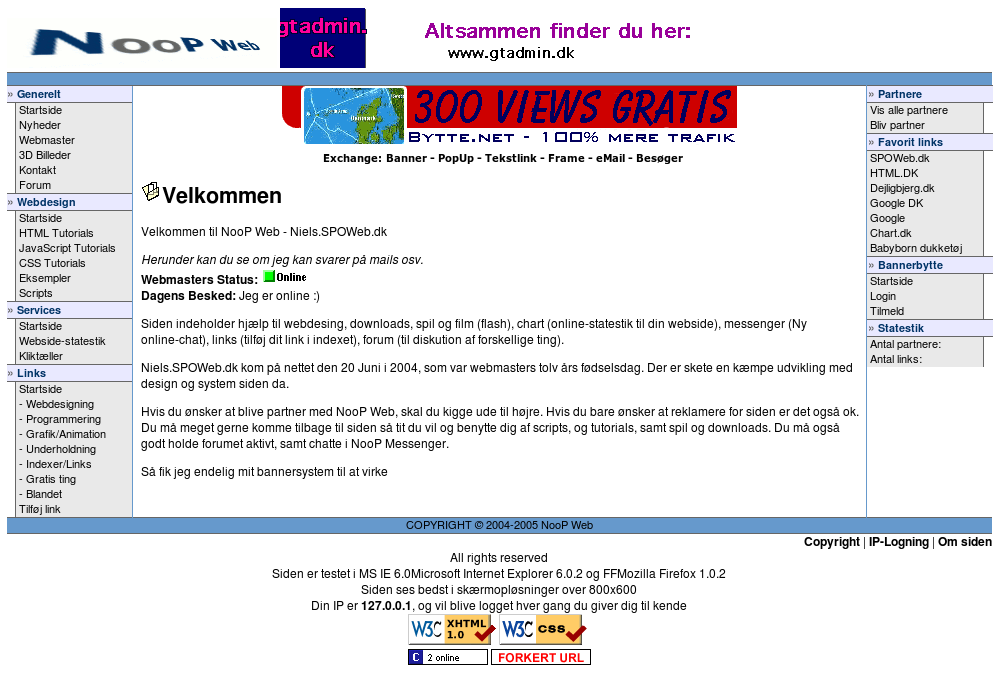 NooP Web
gtadmin.
dk
Altsammen finder du her:
www.gtadmin.dk
» Generelt
Startside
Nyheder
Webmaster
3D Billeder
Kontakt
Forum
» Webdesign
Startside
HTML Tutorials
JavaScript Tutorials
CSS Tutorials
Eksempler
Scripts
» Services
Startside
Webside-statestik
Kliktæller
» Links
Startside
- Webdesigning
- Programmering
- Grafik/Animation
- Underholdning
- Indexer/Links
- Gratis ting
- Blandet
Tilføj link
Denmark
300 VIEWS GRATIS
BYTTE.NET - 100% MERE TRAFIK
Exchange: Banner - PopUp - Tekstlink - Frame - eMail - Besøger
Velkommen
Velkommen til NooP Web - Niels.SPOWeb.dk
Herunder kan du se om jeg kan svarer på mails osv.
Webmasters Status: Online
Dagens Besked: Jeg er online :)
Siden indeholder hjælp til webdesing, downloads, spil og film (flash), chart (online-statestik til din webside), messenger (Ny
online-chat), links (tilføj dit link i indexet), forum (til diskution af forskellige ting).
Niels.SPOWeb.dk kom på nettet den 20 Juni i 2004, som var webmasters tolv års fødselsdag. Der er skete en kæmpe udvikling med
design og system siden da.
Hvis du ønsker at blive partner med NooP Web, skal du kigge ude til højre. Hvis du bare ønsker at reklamere for siden er det også ok.
Du må meget gerne komme tilbage til siden så tit du vil og benytte dig af scripts, og tutorials, samt spil og downloads. Du må også
godt holde forumet aktivt, samt chatte i NooP Messenger.
Så fik jeg endelig mit bannersystem til at virke
» Partnere
Vis alle partnere
Bliv partner
» Favorit links
SPOWeb.dk
HTML.DK
Dejligbjerg.dk
Google DK
Google
Chart.dk
Babyborn dukketøj
» Bannerbytte
Startside
Login
Tilmeld
» Statestik
Antal partnere:
Antal links:
COPYRIGHT © 2004-2005 NooP Web
Copyright | IP-Logning | Om siden
All rights reserved
Siden er testet i MS IE 6.0Microsoft Internet Explorer 6.0.2 og FFMozilla Firefox 1.0.2
Siden ses bedst i skærmopløsninger over 800x600
Din IP er 127.0.0.1, og vil blive logget hver gang du giver dig til kende
W3C XHTML 1.0 W3C CSS
C 2 online FORKERT URL